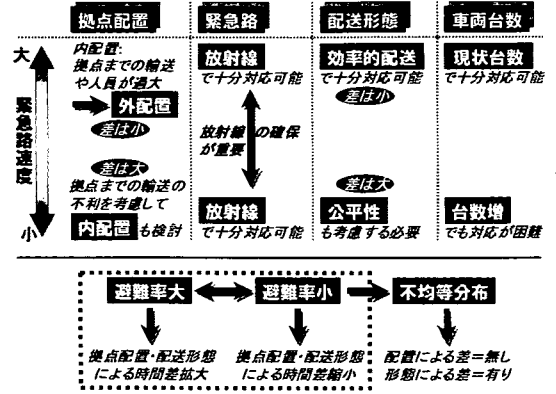 拠点配置 緊急路 配送形態 車両台数
大
緊急路速度
小
内配置:
拠点までの輸送
や人員が過大
外配置
差は小
差は大
拠点までの輸送の
不利を考慮して
内配置も検討
放射線
で十分対応可能
放射線の確保
が重要
放射線
で十分対応可能
効率的配送
で十分対応可能
差は小
差は大
公平性
も考慮する必要
現状台数
で十分対応可能
台数増
でも対応が困難
避難率大 避難率小 不均等分布
拠点配置・配送形態
による時間差拡大
拠点配置・配送形態
による時間差縮小
配置による差=無し
形態による差=有り